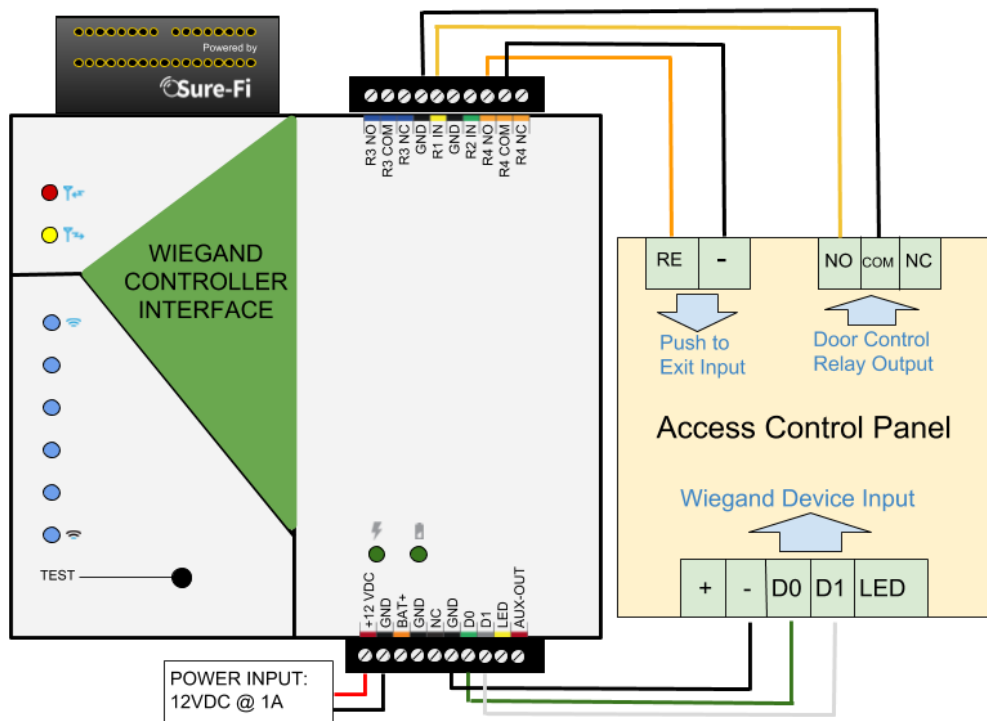 Powered by
Sure-Fi
R3 NO
R3 COM
R3 NC
GND
R1 IN
GND
R2 IN
R4 NO
R4 COM
R4 NC
WIEGAND
CONTROLLER
INTERFACE
TEST
+12 VDC
GND
BAT+
GND
NC
GND
D0
D1
LED
AUX-OUT
POWER INPUT:
12VDC @ 1A
RE
-
NO
COM
NC
Push to
Exit Input
Door Control
Relay Output
Access Control Panel
Wiegand Device Input
+
-
D0
D1
LED